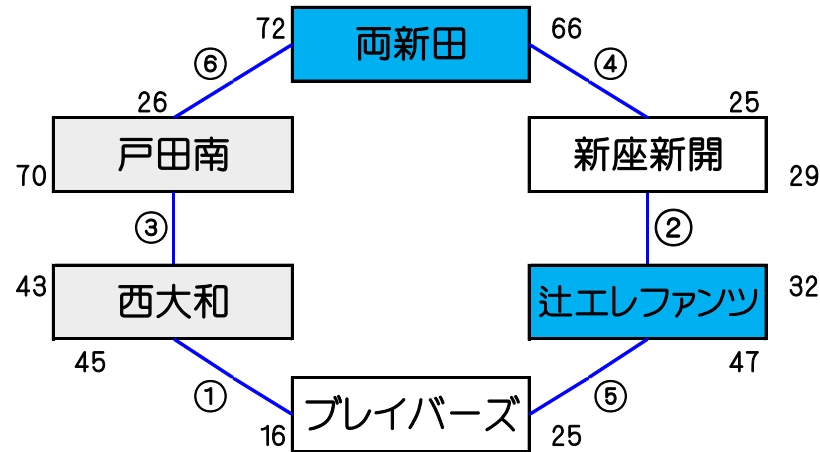 72 両新田 66
⑥ ④
26 25
70 戸田南 新座新開 29
③ ②
43 西大和 辻エレファンツ 32
45 47
① ⑤
16 ブレイバーズ 25